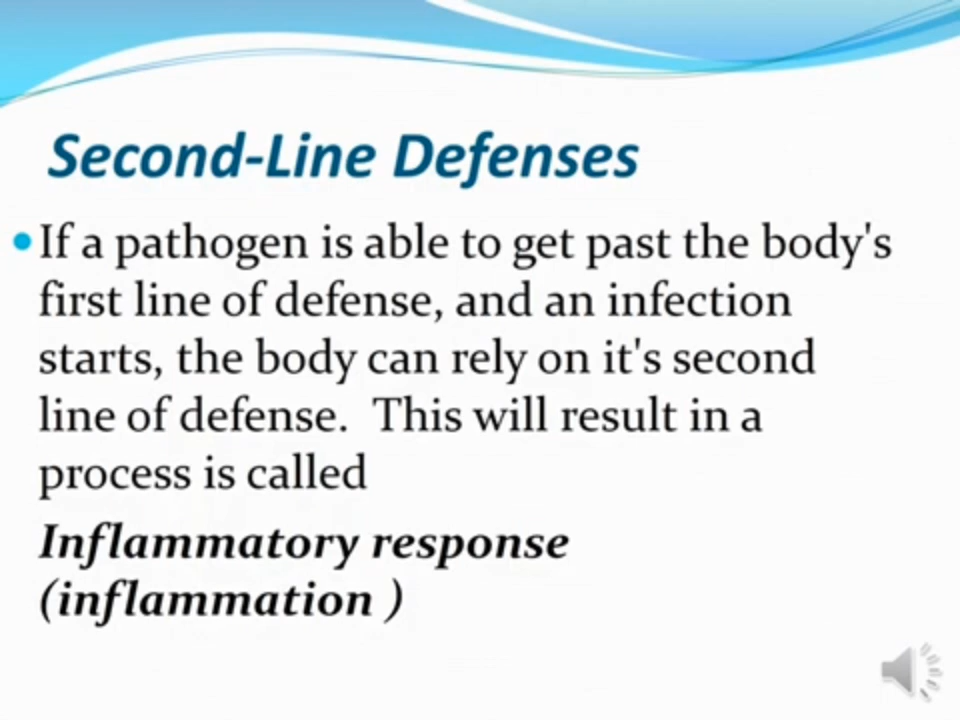 Second-Line Defenses
If a pathogen is able to get past the body's
first line of defense, and an infection
starts, the body can rely on it's second
line of defense.  This will result in a
process is called
Inflammatory response
(inflammation )